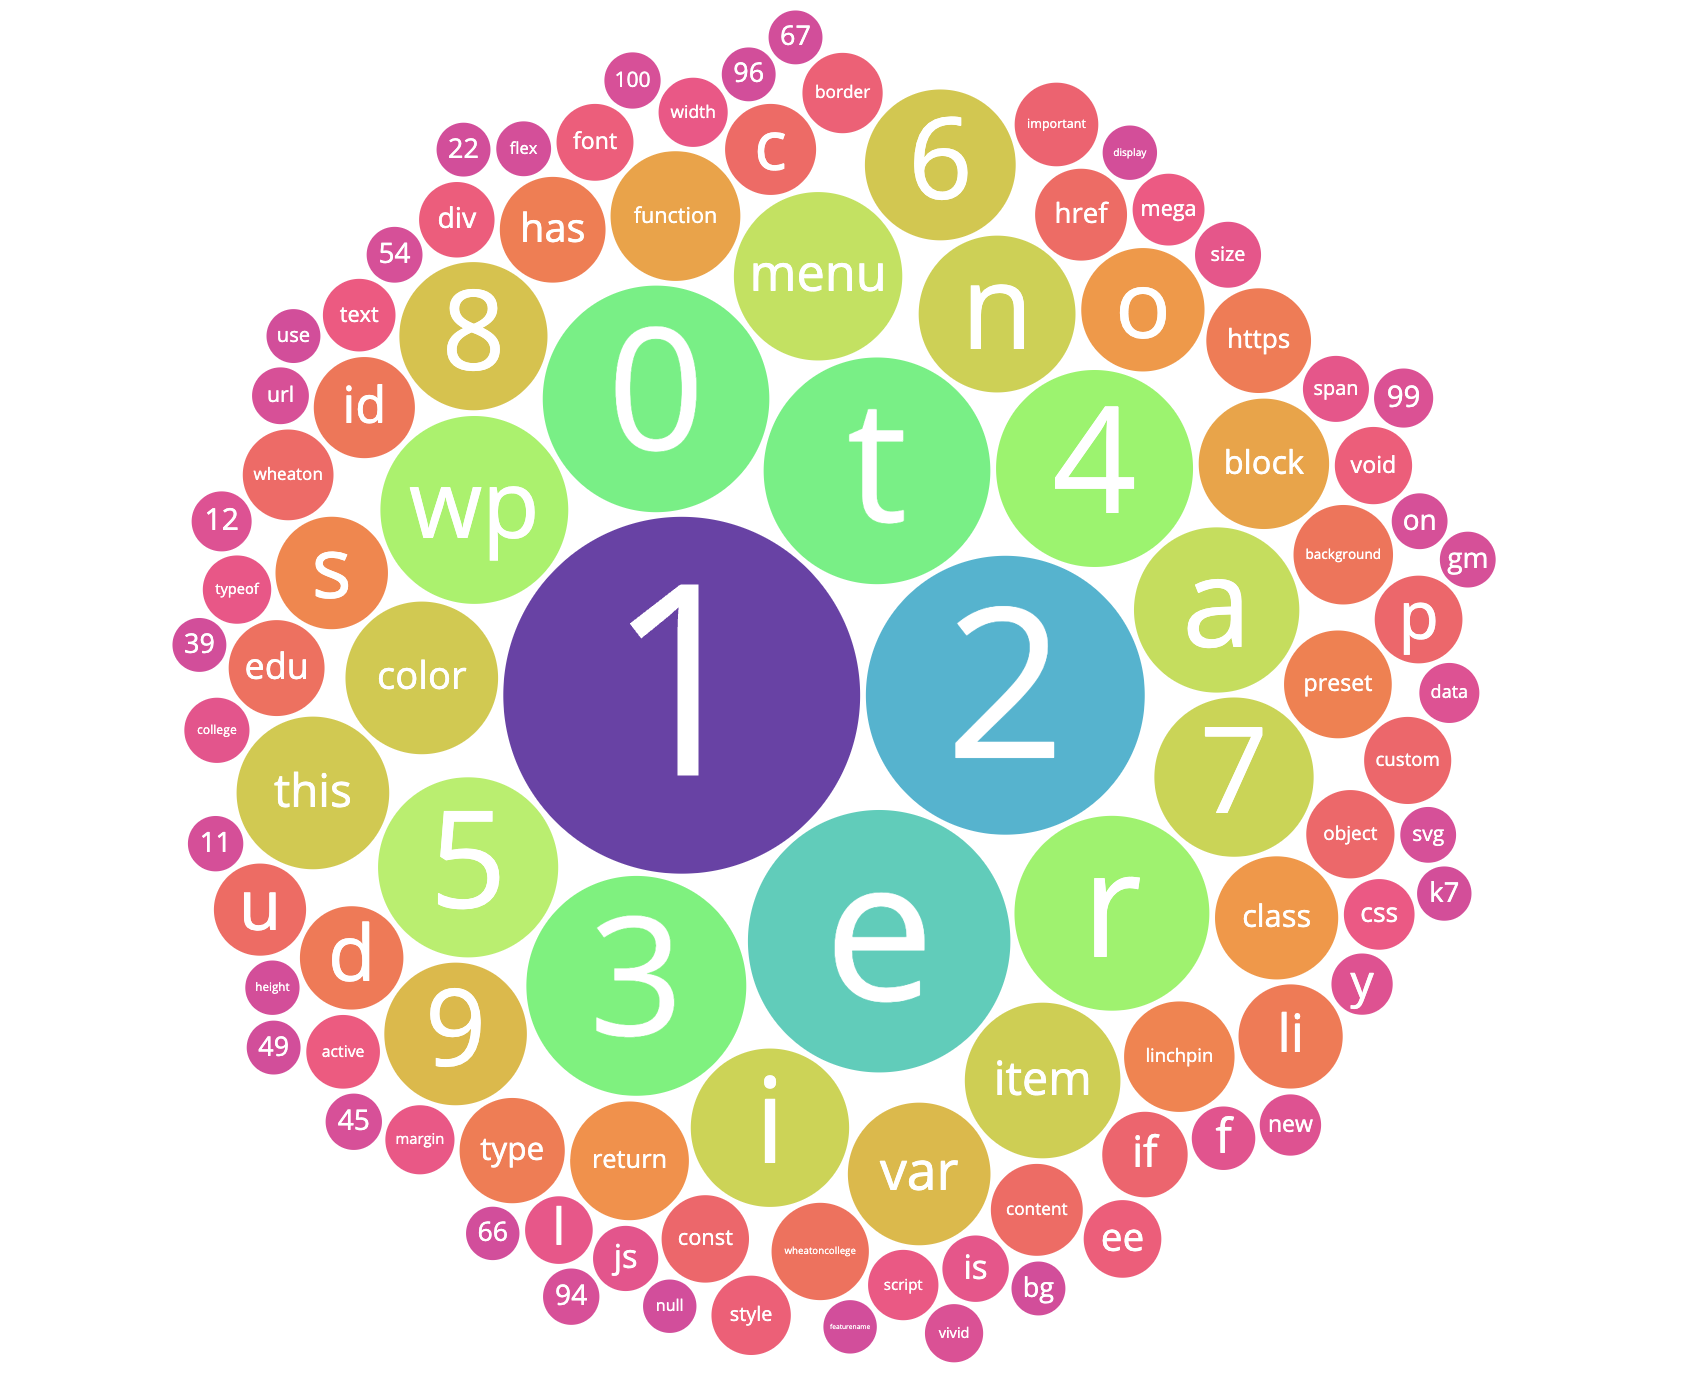 67
100
96
width
border
22
flex
font
c
6
important
display
div
has
function
href
mega
54
menu
n
o
size
text
8
0
https
use
url
id
t
4
span
99
wheaton
wp
block
void
12
s
background
on
gm
typeof
1
2
a
p
39
edu
color
preset
data
college
this
7
custom
11
5
object
svg
u
e
r
class
css
k7
d
3
y
height
49
active
9
item
linchpin
li
45
margin
type
return
i
var
if
f
new
66
l
js
const
content
ee
94
null
style
wheatoncollege
script
is
bg
featurename
vivid